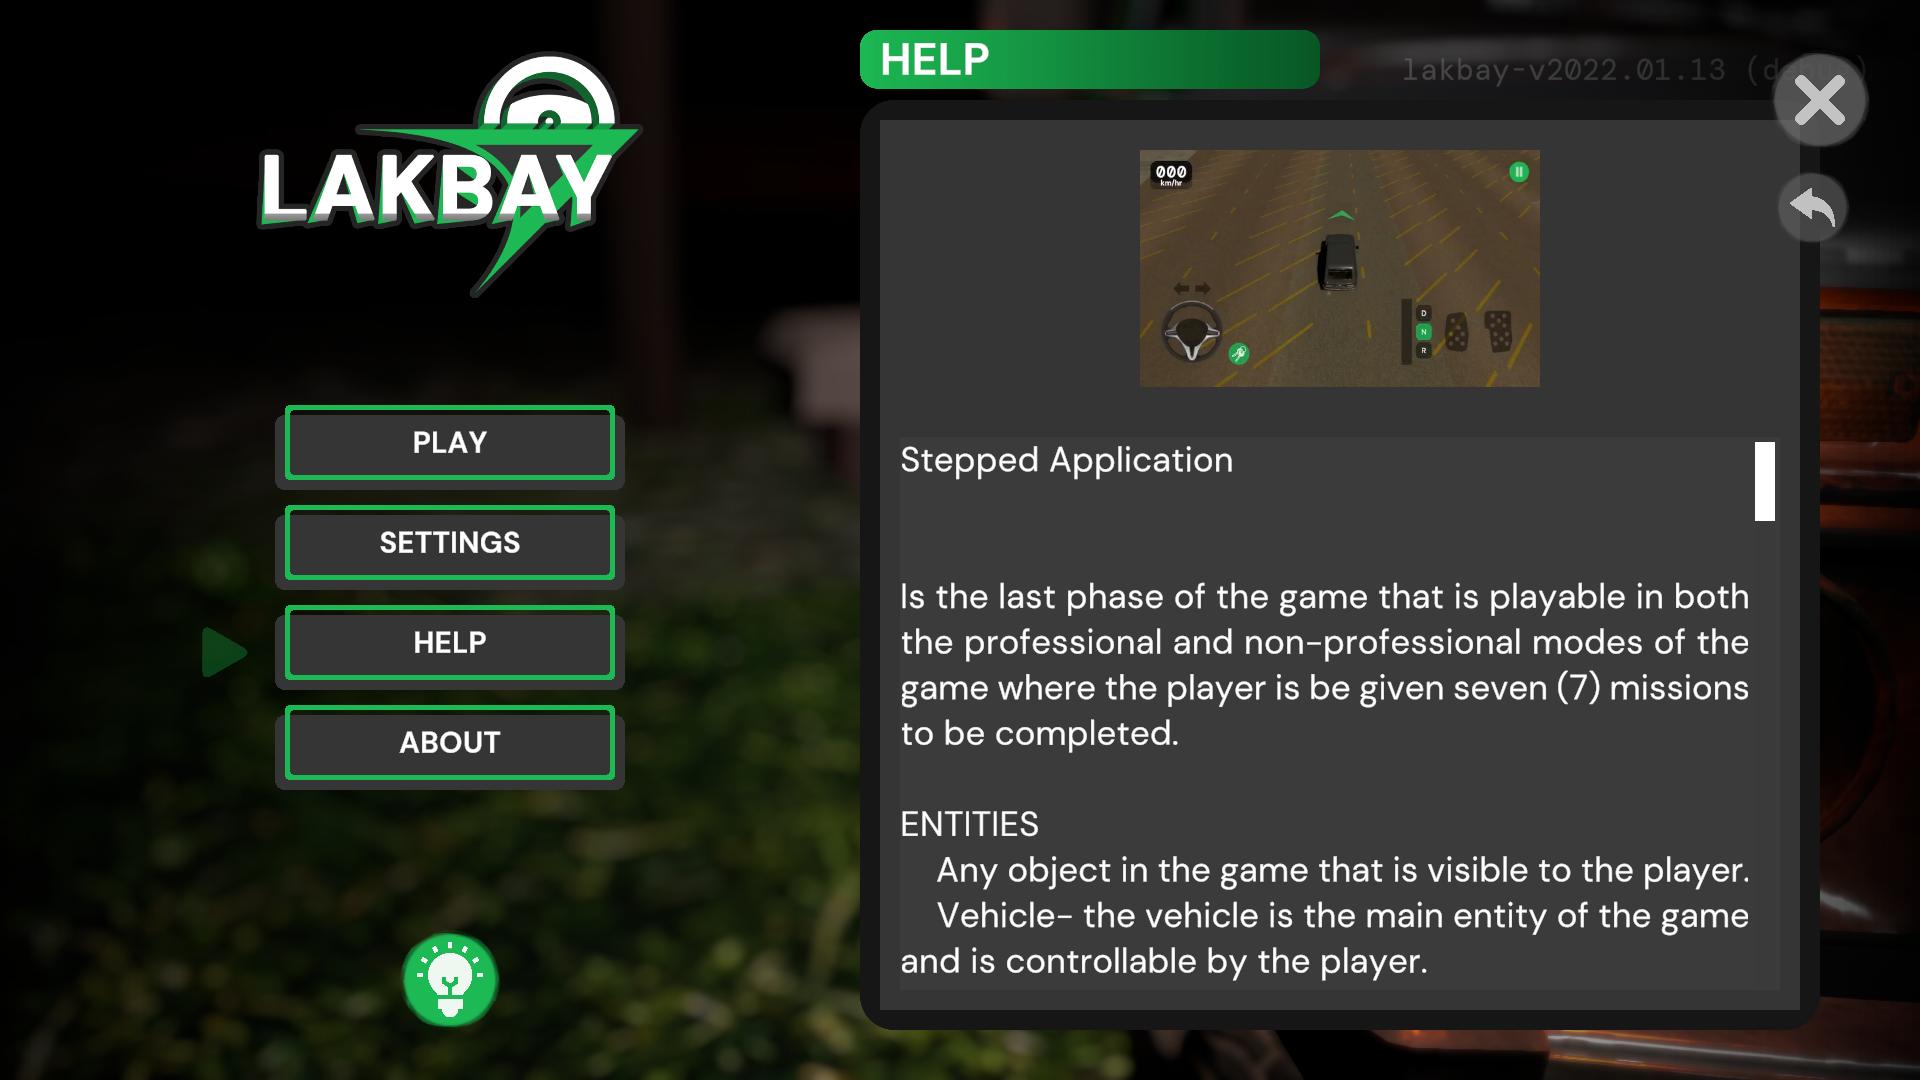 LAKBAY
PLAY
SETTINGS
HELP
ABOUT
HELP
lakbay-v2022.01.13 (debug)
000
km/hr
D
N
R
Stepped Application
Is the last phase of the game that is playable in both
the professional and non-professional modes of the
game where the player is be given seven (7) missions
to be completed.
ENTITIES
Any object in the game that is visible to the player.
Vehicle- the vehicle is the main entity of the game
and is controllable by the player.